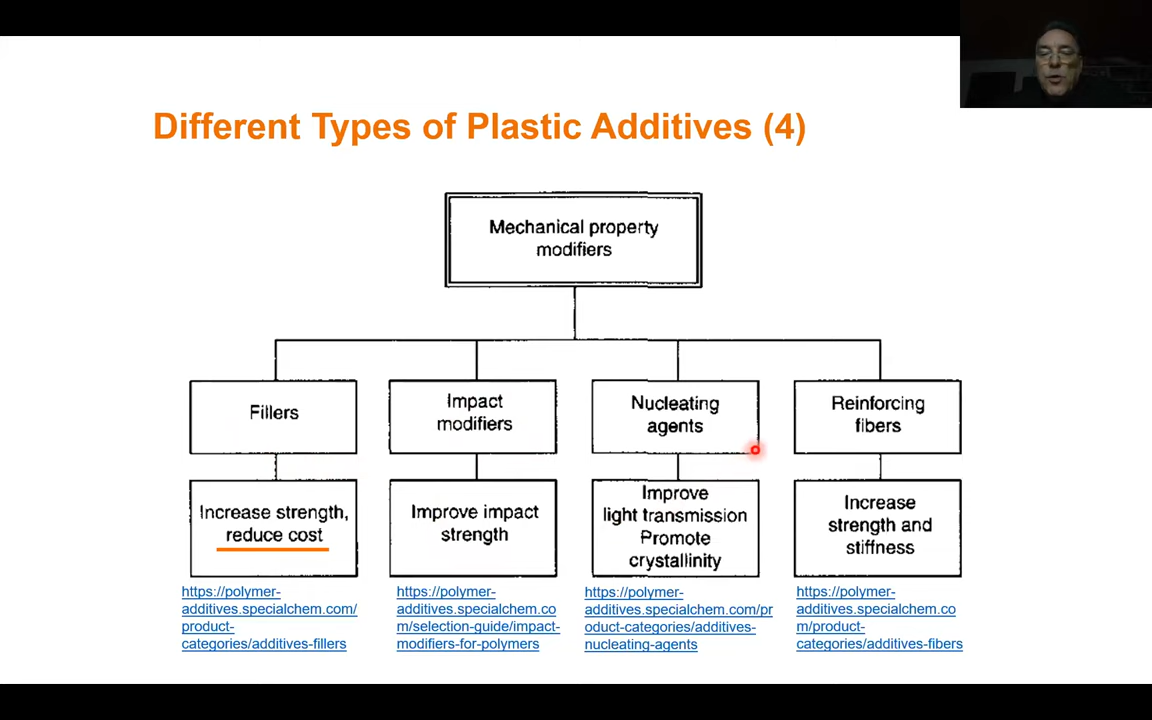 Different Types of Plastic Additives (4)
Mechanical property
modifiers
Fillers
Impact
modifiers
Nucleating
agents
Reinforcing
fibers
Increase strength,
reduce cost
Improve impact
strength
Improve
light transmission
Promote
crystallinity
Increase
strength and
stiffness
https://polymer-
additives.specialchem.com/
product-
categories/additives-fillers
https://polymer-
additives.specialchem.co
m/selection-guide/impact-
modifiers-for-polymers
https://polymer-
additives.specialchem.com/pr
oduct-categories/additives-
nucleating-agents
https://polymer-
additives.specialchem.co
m/product-
categories/additives-fibers